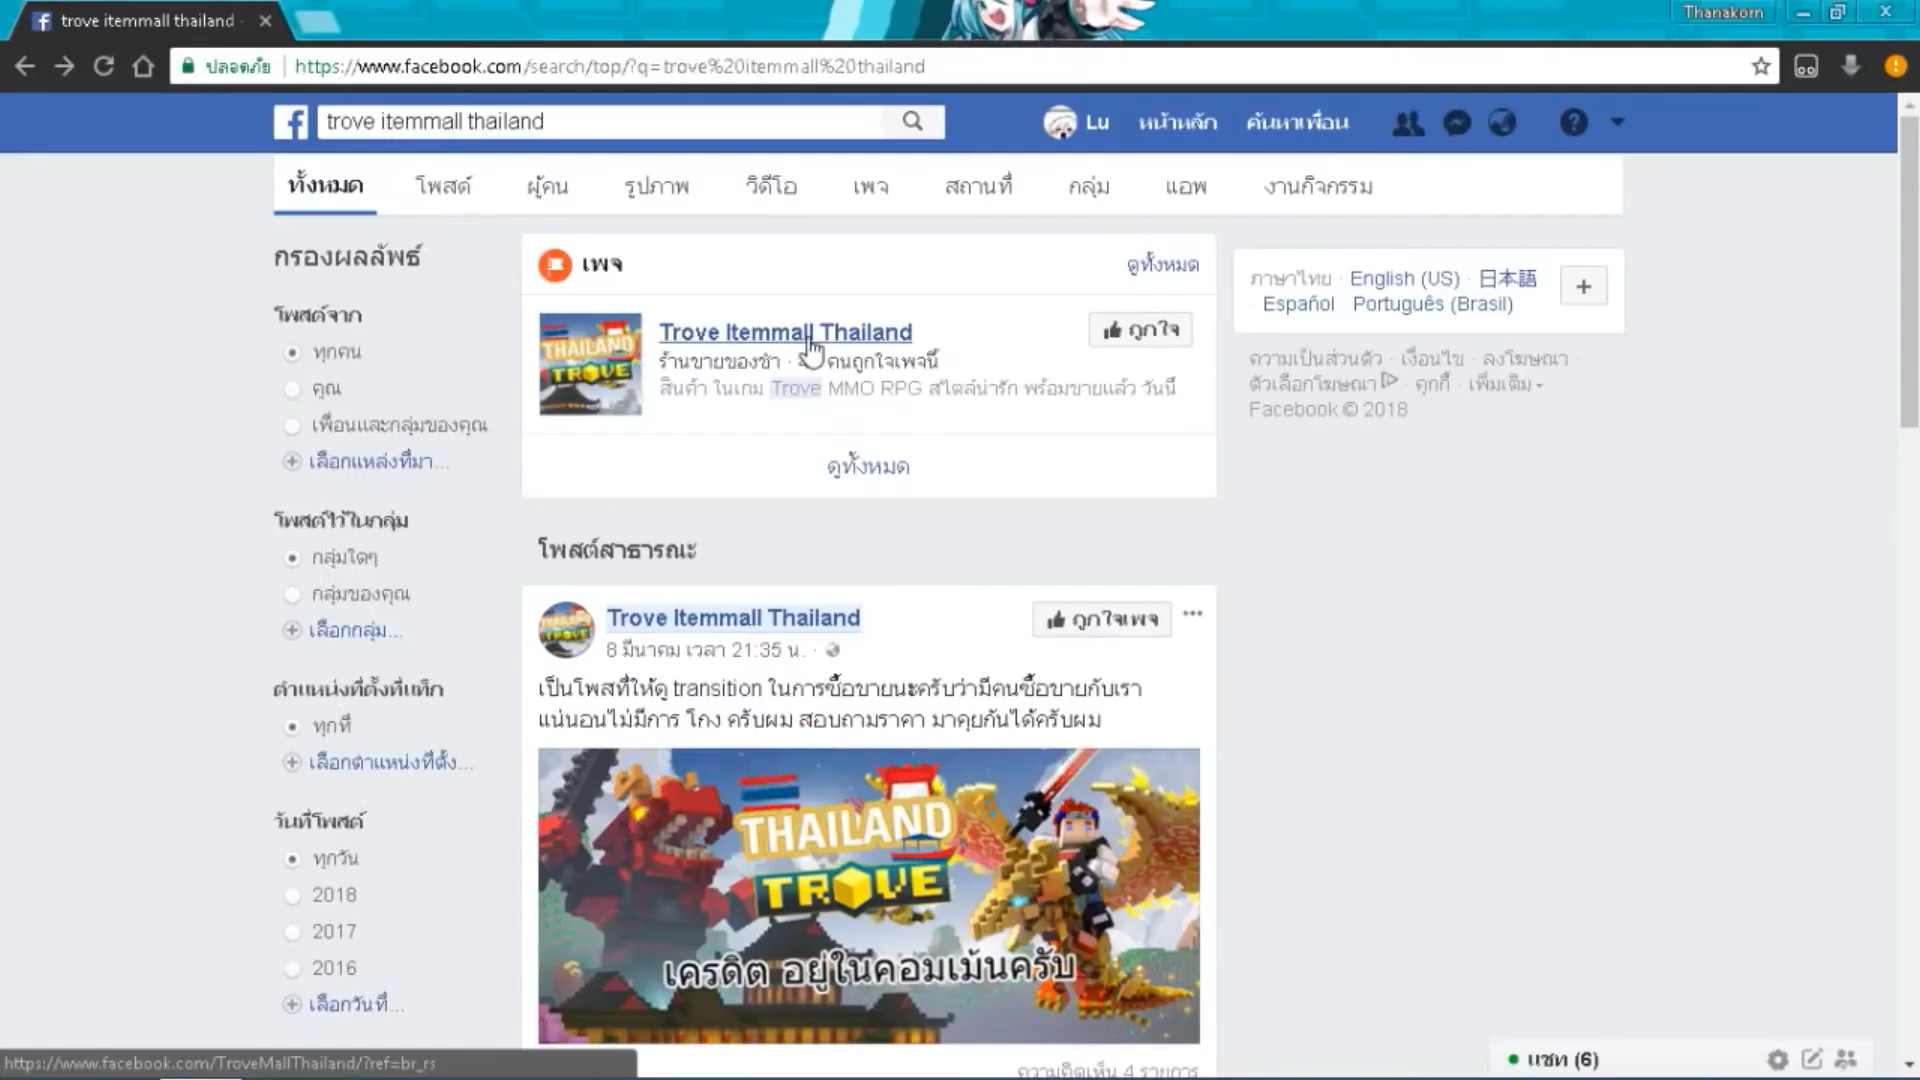 trove itemmall thailand
Thanakorn
ปลอดภัย
https://www.facebook.com/search/top/?q=trove%20itemmall%20thailand
trove itemmall thailand
Lu
หน้าหลัก
ค้นหาเพื่อน
ทั้งหมด
โพสต์
ผู้คน
รูปภาพ
วิดีโอ
เพจ
สถานที่
กลุ่ม
แอพ
งานกิจกรรม
กรองผลลัพธ์
โพสต์จาก
ทุกคน
คุณ
เพื่อนและกลุ่มของคุณ
เลือกแหล่งที่มา...
โพสต์ไว้ในกลุ่ม
กลุ่มใดๆ
กลุ่มของคุณ
เลือกกลุ่ม...
ตำแหน่งที่ตั้งที่แท็ก
ทุกที่
เลือกตำแหน่งที่ตั้ง...
วันที่โพสต์
ทุกวัน
2018
2017
2016
เลือกวันที่...
เพจ
ดูทั้งหมด
THAILAND
TROVE
Trove Itemmall Thailand
ถูกใจ
ร้านขายของชำ · คนถูกใจเพจนี้
สินค้า ในเกม Trove MMO RPG สไตล์น่ารัก พร้อมขายแล้ว วันนี้
ดูทั้งหมด
โพสต์สาธารณะ
Trove Itemmall Thailand
ถูกใจเพจ
8 มีนาคม เวลา 21:35 น. ·
เป็นโพสที่ให้ดู transition ในการซื้อขายนะครับว่ามีคนซื้อขายกับเรา
แน่นอนไม่มีการ โกง ครับผม สอบถามราคา มาคุยกันได้ครับผม
THAILAND
TROVE
เครดิต อยู่ในคอมเม้นครับ
ความคิดเห็น 4 รายการ
ภาษาไทย · English (US) · 日本語
· Español · Português (Brasil)
ความเป็นส่วนตัว · เงื่อนไข · ลงโฆษณา ·
ตัวเลือกโฆษณา · คุกกี้ · เพิ่มเติม
Facebook © 2018
https://www.facebook.com/TroveMallThailand/?ref=br_rs
แชท (6)